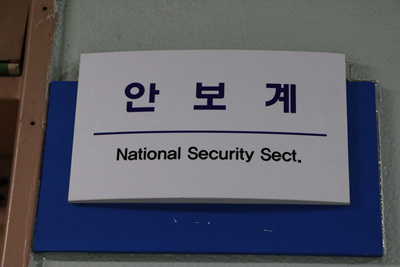 안 보 계
National Security Sect.